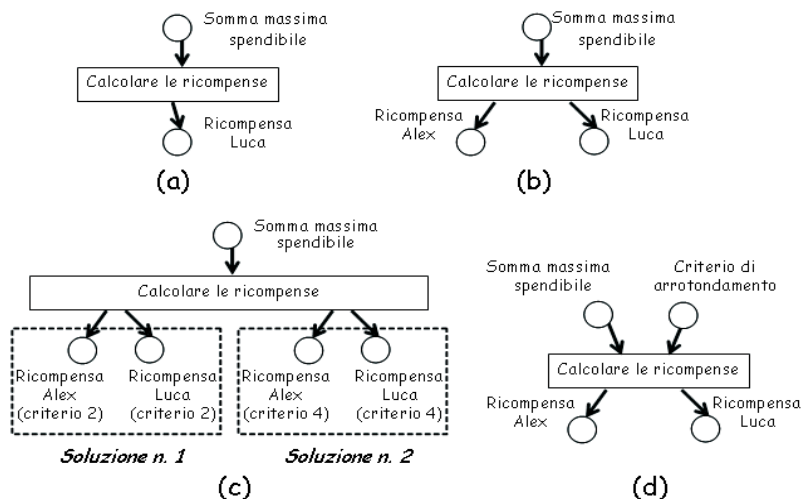 Somma massima
spendibile
Calcolare le ricompense
Ricompensa
Luca
(a)
Somma massima
spendibile
Calcolare le ricompense
Ricompensa
Alex
Ricompensa
Luca
(b)
Somma massima
spendibile
Calcolare le ricompense
Ricompensa
Alex
(criterio 2)
Ricompensa
Luca
(criterio 2)
Ricompensa
Alex
(criterio 4)
Ricompensa
Luca
(criterio 4)
Soluzione n. 1
Soluzione n. 2
(c)
Somma massima
spendibile
Criterio di
arrotondamento
Calcolare le ricompense
Ricompensa
Alex
Ricompensa
Luca
(d)